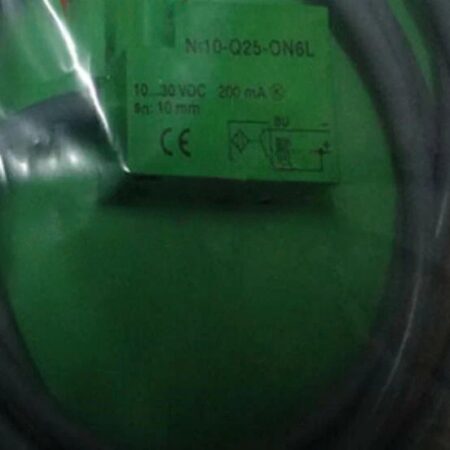 Ni10-Q25-ON6L
10...30 VDC 200 mA
sn: 10 mm
CE
BU
−
+